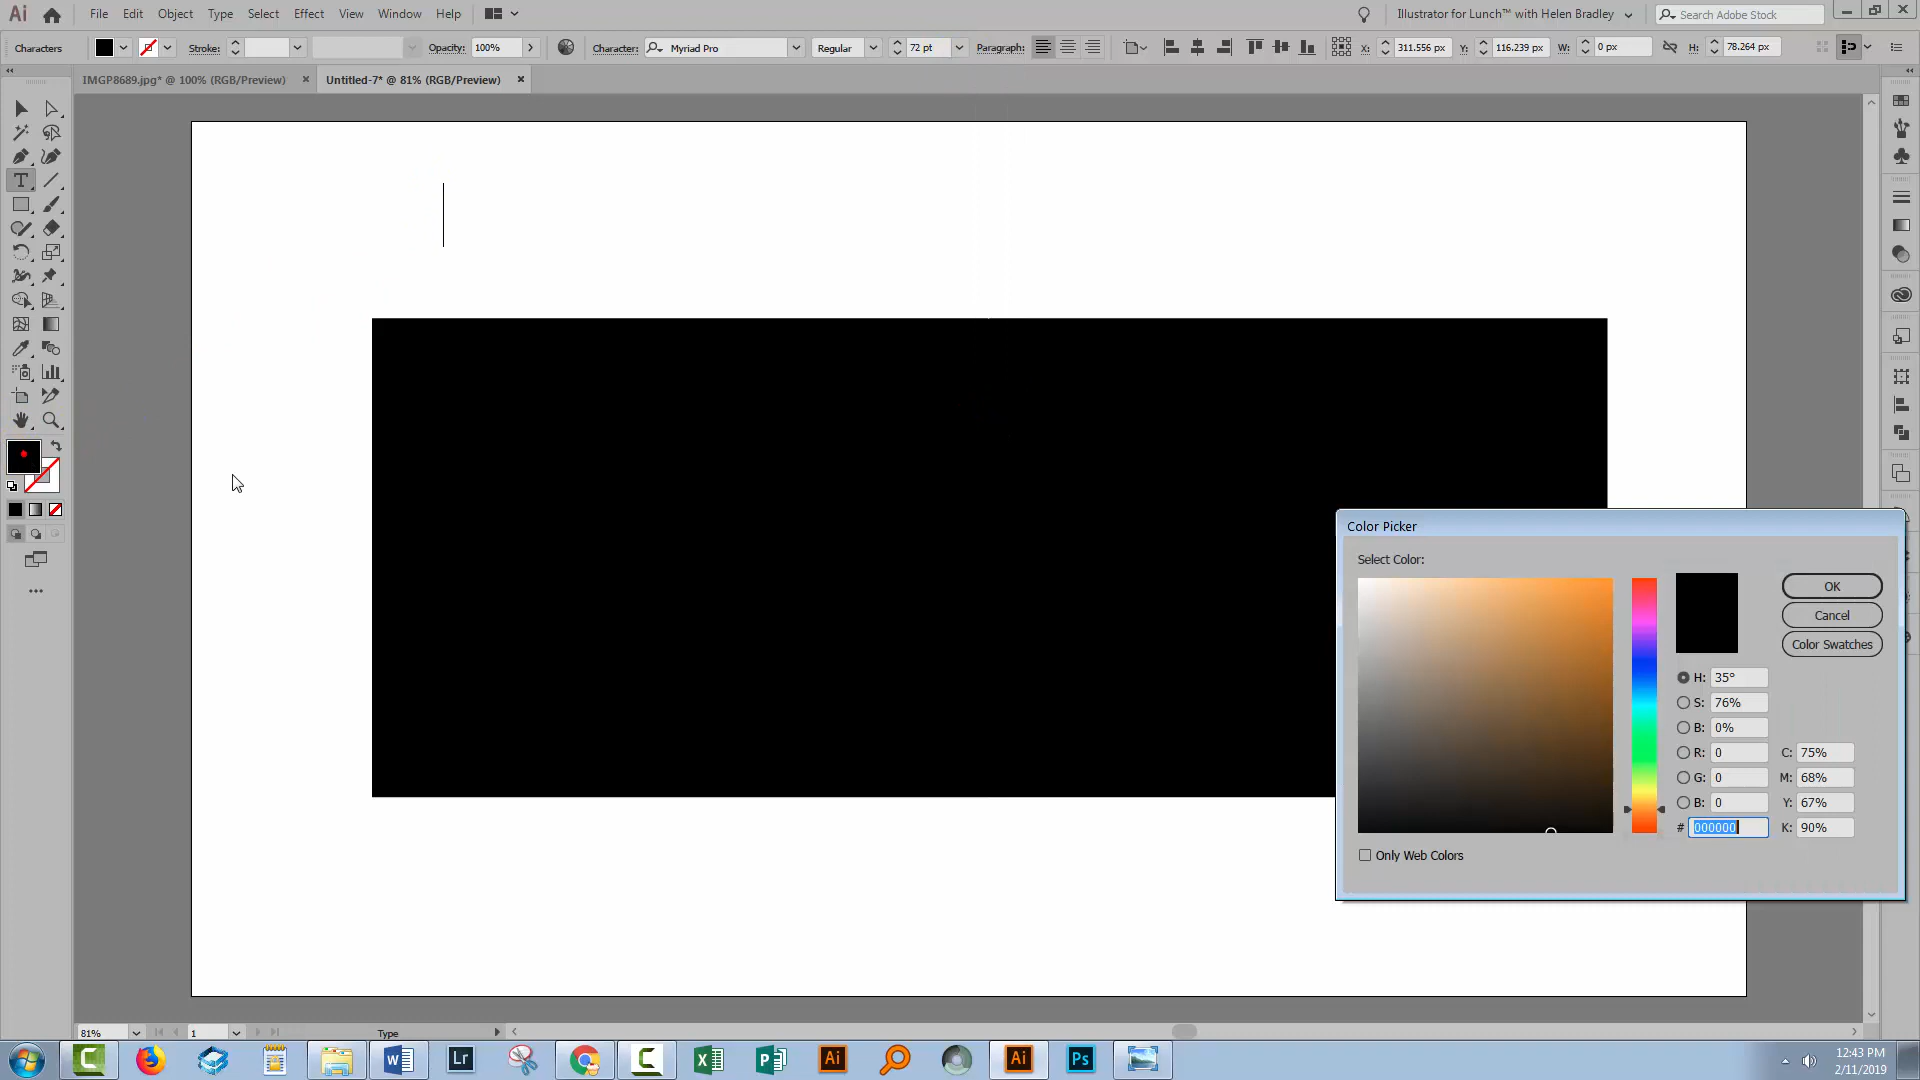 Ai File Edit Object Type Select Effect View Window Help Illustrator for Lunch™ with Helen Bradley Search Adobe Stock
Characters Stroke: Opacity: 100% Character: Myriad Pro Regular 72 pt Paragraph: X: 311.556 px Y: 116.239 px W: 0 px H: 78.264 px
IMGP8689.jpg* @ 100% (RGB/Preview) × Untitled-7* @ 81% (RGB/Preview) ×
Color Picker
Select Color:
OK
Cancel
Color Swatches
H: 35°
S: 76%
B: 0%
R: 0 C: 75%
G: 0 M: 68%
B: 0 Y: 67%
# 000000 K: 90%
Only Web Colors
81% 1 Type
Lr Ai Ai Ps
12:43 PM
2/11/2019